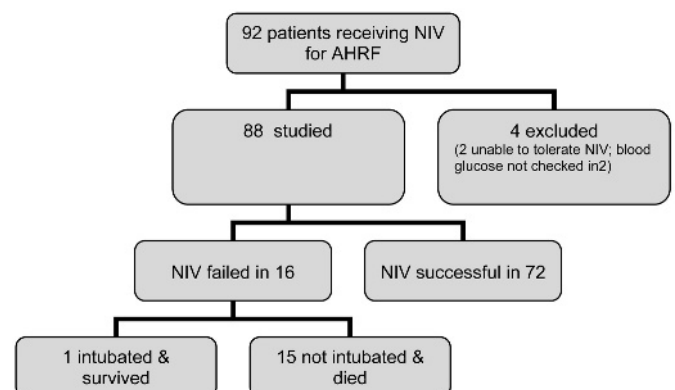 92 patients receiving NIV
for AHRF
88 studied
4 excluded
(2 unable to tolerate NIV; blood
glucose not checked in2)
NIV failed in 16
NIV successful in 72
1 intubated &
survived
15 not intubated &
died